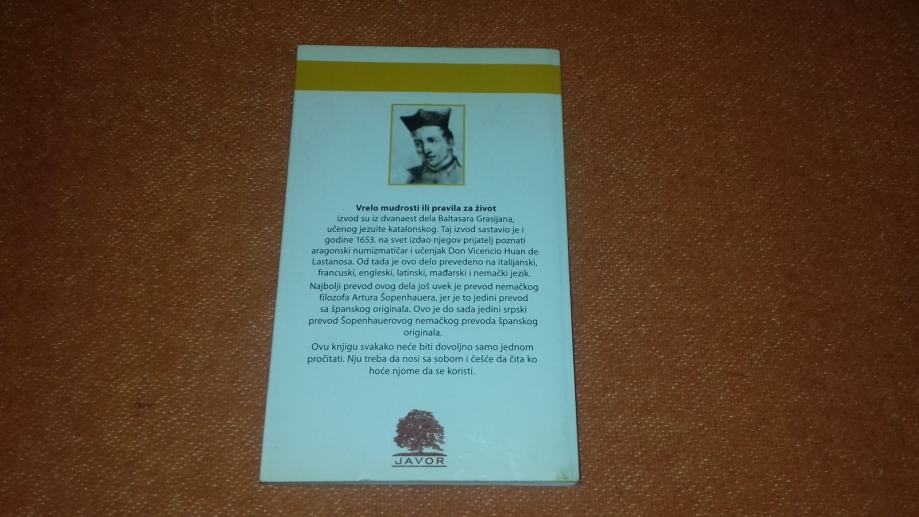 Vrelo mudrosti ili pravila za život
izvod su iz dvanaest dela Baltasara Grasijana,
učenog jezuite katalonskog. Taj izvod sastavio je i
godine 1653. na svet izdao njegov prijatelj poznati
aragonski numizmatičar i učenjak Don Vicencio Huan de
Lastanosa. Od tada je ovo delo prevedeno na italijanski,
francuski, engleski, latinski, mađarski i nemački jezik.
Najbolji prevod ovog dela još uvek je prevod nemačkog
filozofa Artura Šopenhauera, jer je to jedini prevod
sa španskog originala. Ovo je do sada jedini srpski
prevod Šopenhauerovog nemačkog prevoda španskog
originala.
Ovu knjigu svakako neće biti dovoljno samo jednom
pročitati. Nju treba da nosi sa sobom i češće da čita ko
hoće njome da se koristi.
JAVOR